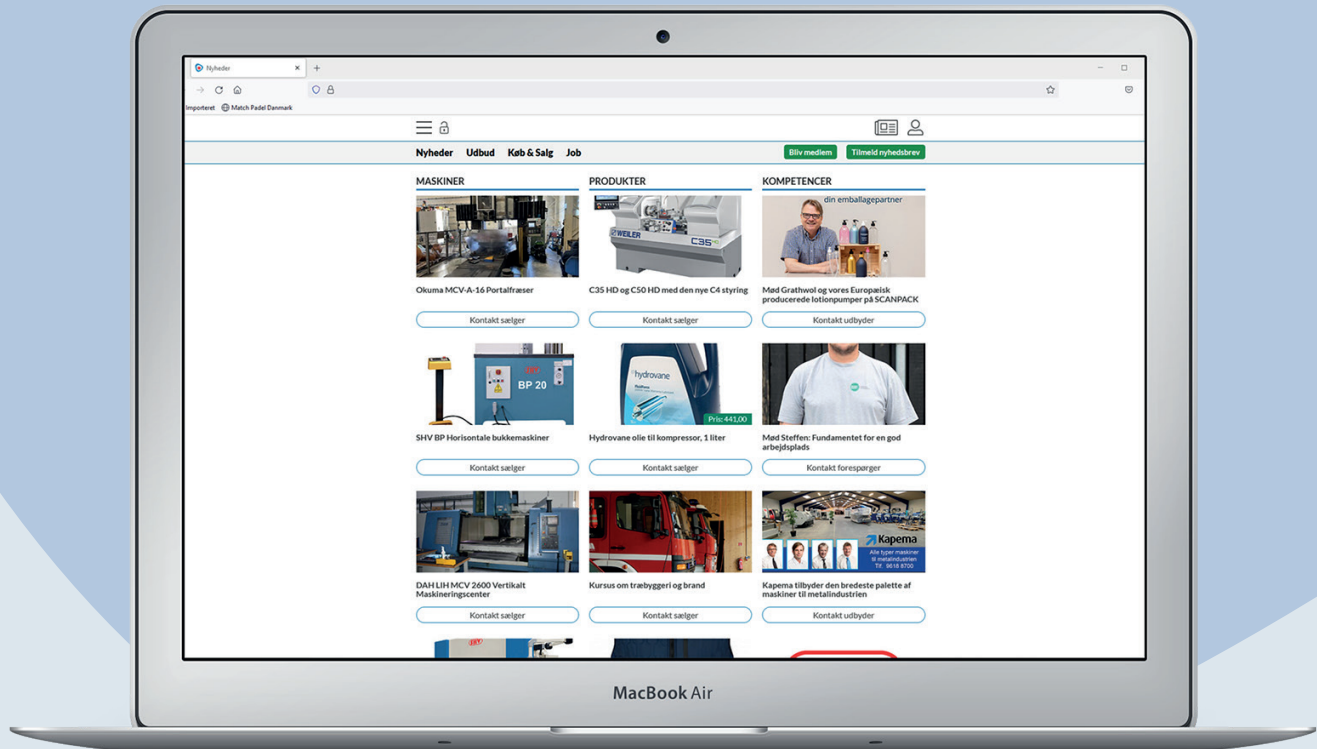 Nyheder
Importeret Match Padel Danmark
Nyheder Udbud Køb & Salg Job
Bliv medlem Tilmeld nyhedsbrev
MASKINER PRODUKTER KOMPETENCER
din emballagepartner
WEILER C35
Okuma MCV-A-16 Portalfræser
C35 HD og C50 HD med den nye C4 styring
Mød Grathwol og vores Europæisk
producerede lotionpumper på SCANPACK
Kontakt sælger Kontakt sælger Kontakt udbyder
BP 20
hydrovane
Pris: 441,00
SHV BP Horisontale bukkemaskiner
Hydrovane olie til kompressor, 1 liter
Mød Steffen: Fundamentet for en god
arbejdsplads
Kontakt sælger Kontakt sælger Kontakt forespørger
Kapema
Alle typer maskiner
til metalindustrien
Tlf. 9618 8700
DAH LIH MCV 2600 Vertikalt
Maskineringscenter
Kursus om træbyggeri og brand
Kapema tilbyder den bredeste palette af
maskiner til metalindustrien
Kontakt sælger Kontakt sælger Kontakt udbyder
MacBook Air